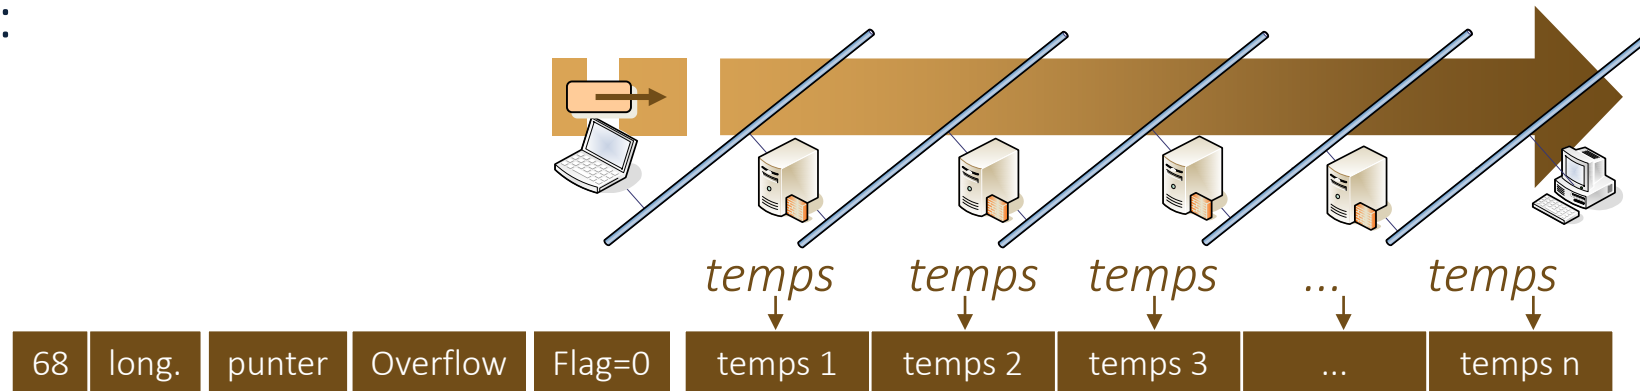 :
temps temps temps ... temps
68 long. punter Overflow Flag=0 temps 1 temps 2 temps 3 ... temps n